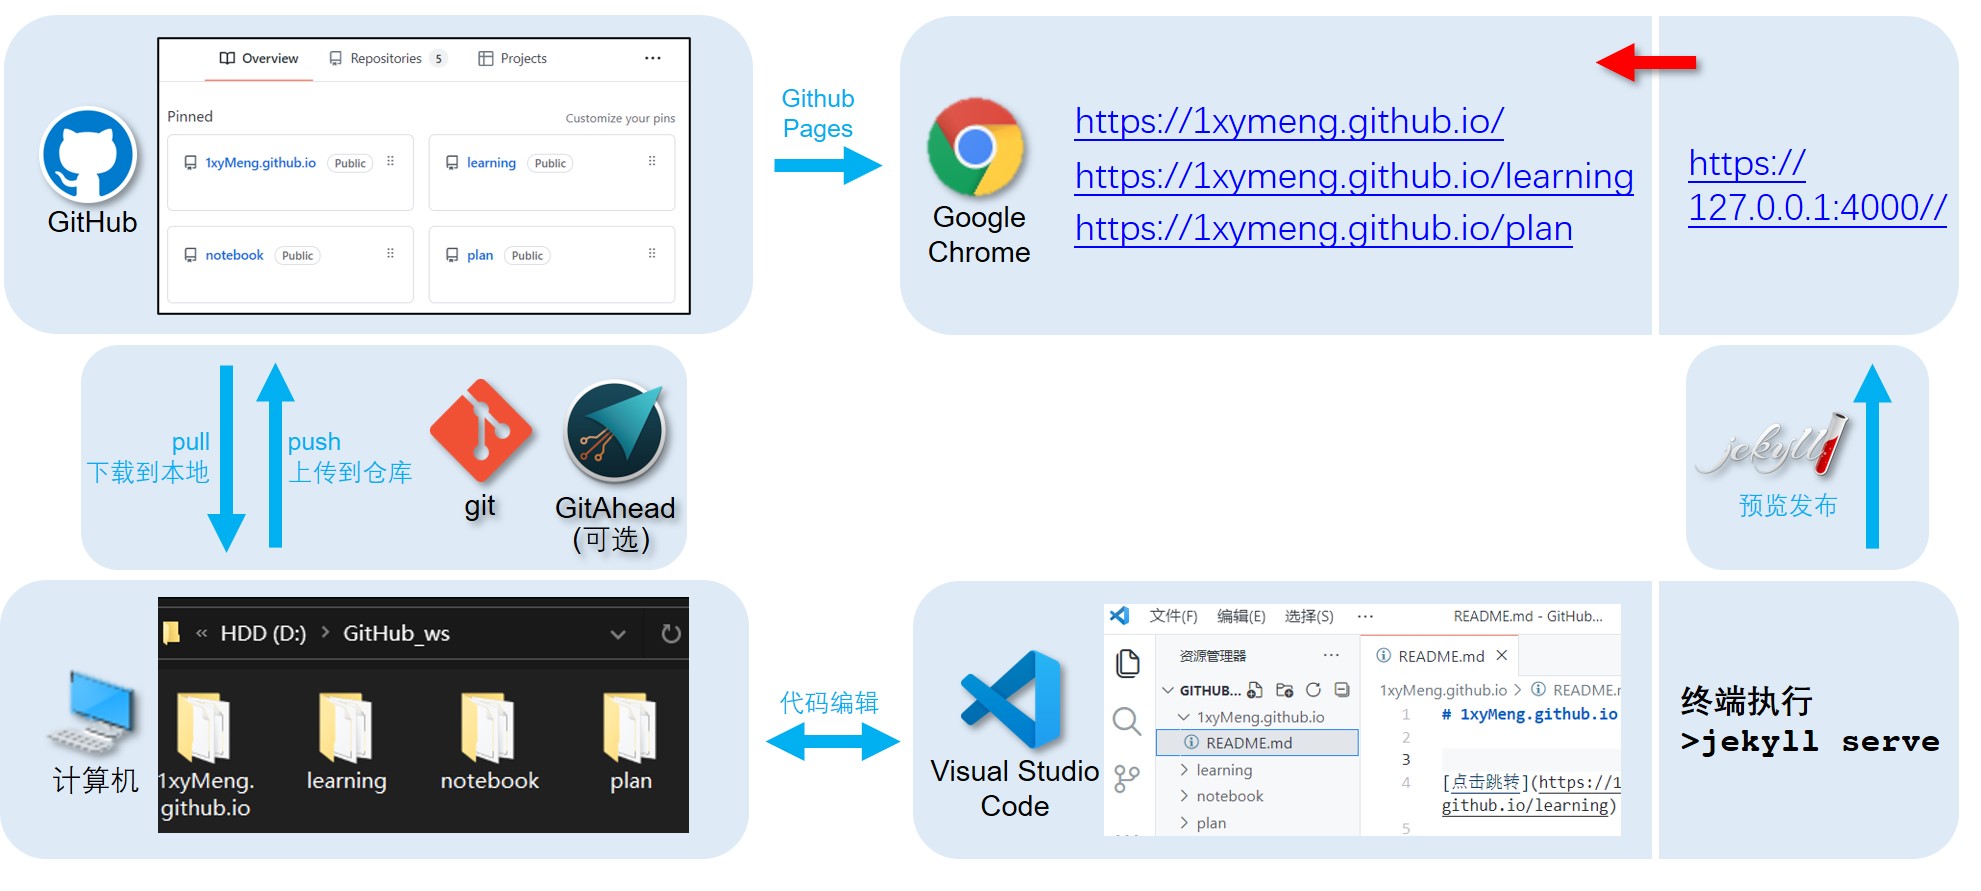 Overview
Repositories 5
Projects
...
Pinned
Customize your pins
1xyMeng.github.io Public
learning Public
notebook Public
plan Public
GitHub
Github
Pages
Google
Chrome
https://1xymeng.github.io/
https://1xymeng.github.io/learning
https://1xymeng.github.io/plan
https://
127.0.0.1:4000//
pull
下载到本地
push
上传到仓库
git
GitAhead
(可选)
jekyll
预览发布
« HDD (D:) > GitHub_ws
1xyMeng.
github.io
learning
notebook
plan
计算机
代码编辑
Visual Studio
Code
文件(F) 编辑(E) 选择(S) ··· README.md - GitHub...
资源管理器 ···
README.md ×
GITHUB...
1xyMeng.github.io > README.
1xyMeng.github.io
README.md
learning
notebook
plan
1 # 1xyMeng.github.io
2
3
4 [点击跳转](https://1
github.io/learning)
5
终端执行
>jekyll serve